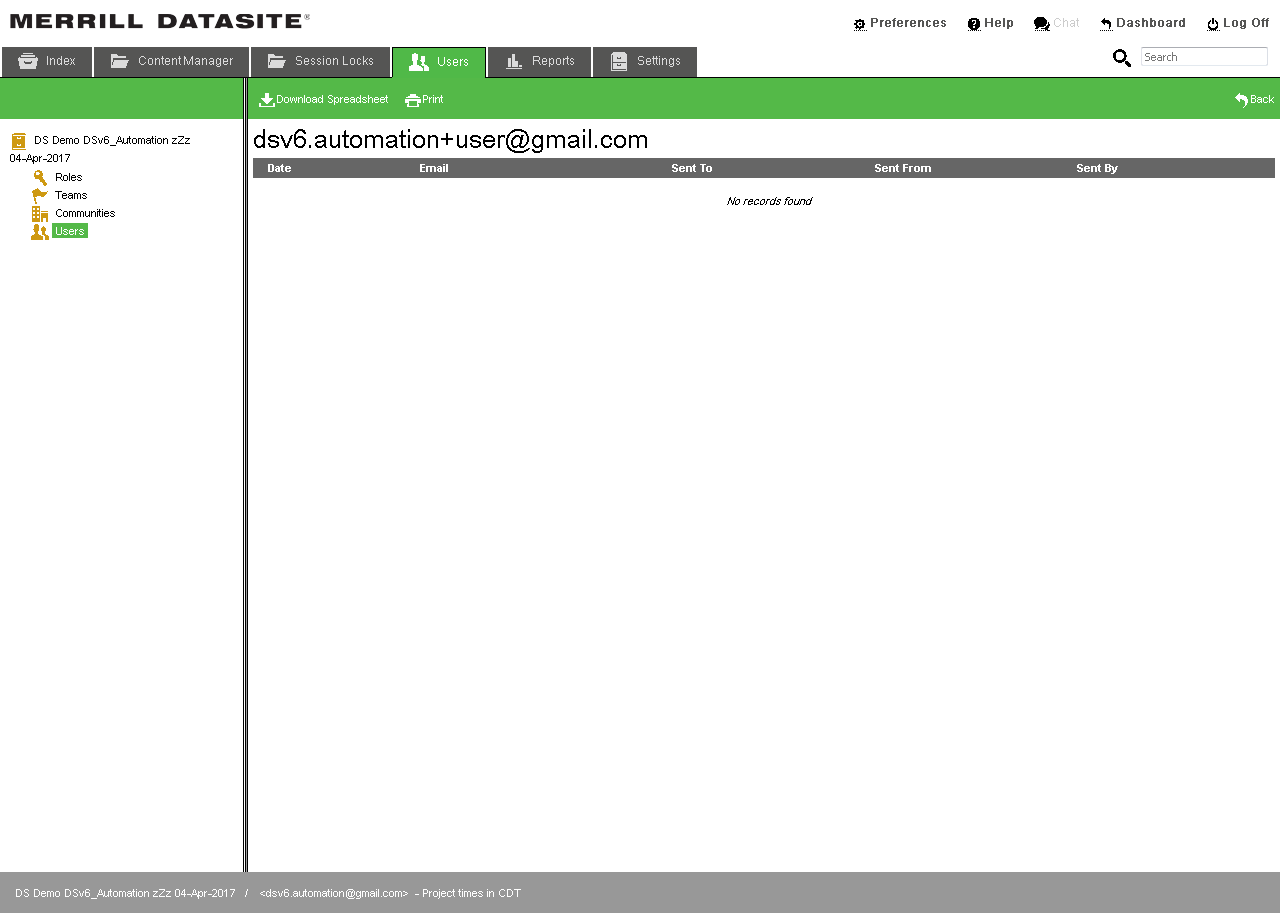 MERRILL DATASITE®
Preferences Help Chat Dashboard Log Off
Index Content Manager Session Locks Users Reports Settings Search
Download Spreadsheet Print Back
DS Demo DSv6_Automation zZz
04-Apr-2017
Roles
Teams
Communities
Users
dsv6.automation+user@gmail.com
Date Email Sent To Sent From Sent By
No records found
DS Demo DSv6_Automation zZz 04-Apr-2017 / <dsv6.automation@gmail.com> - Project times in CDT